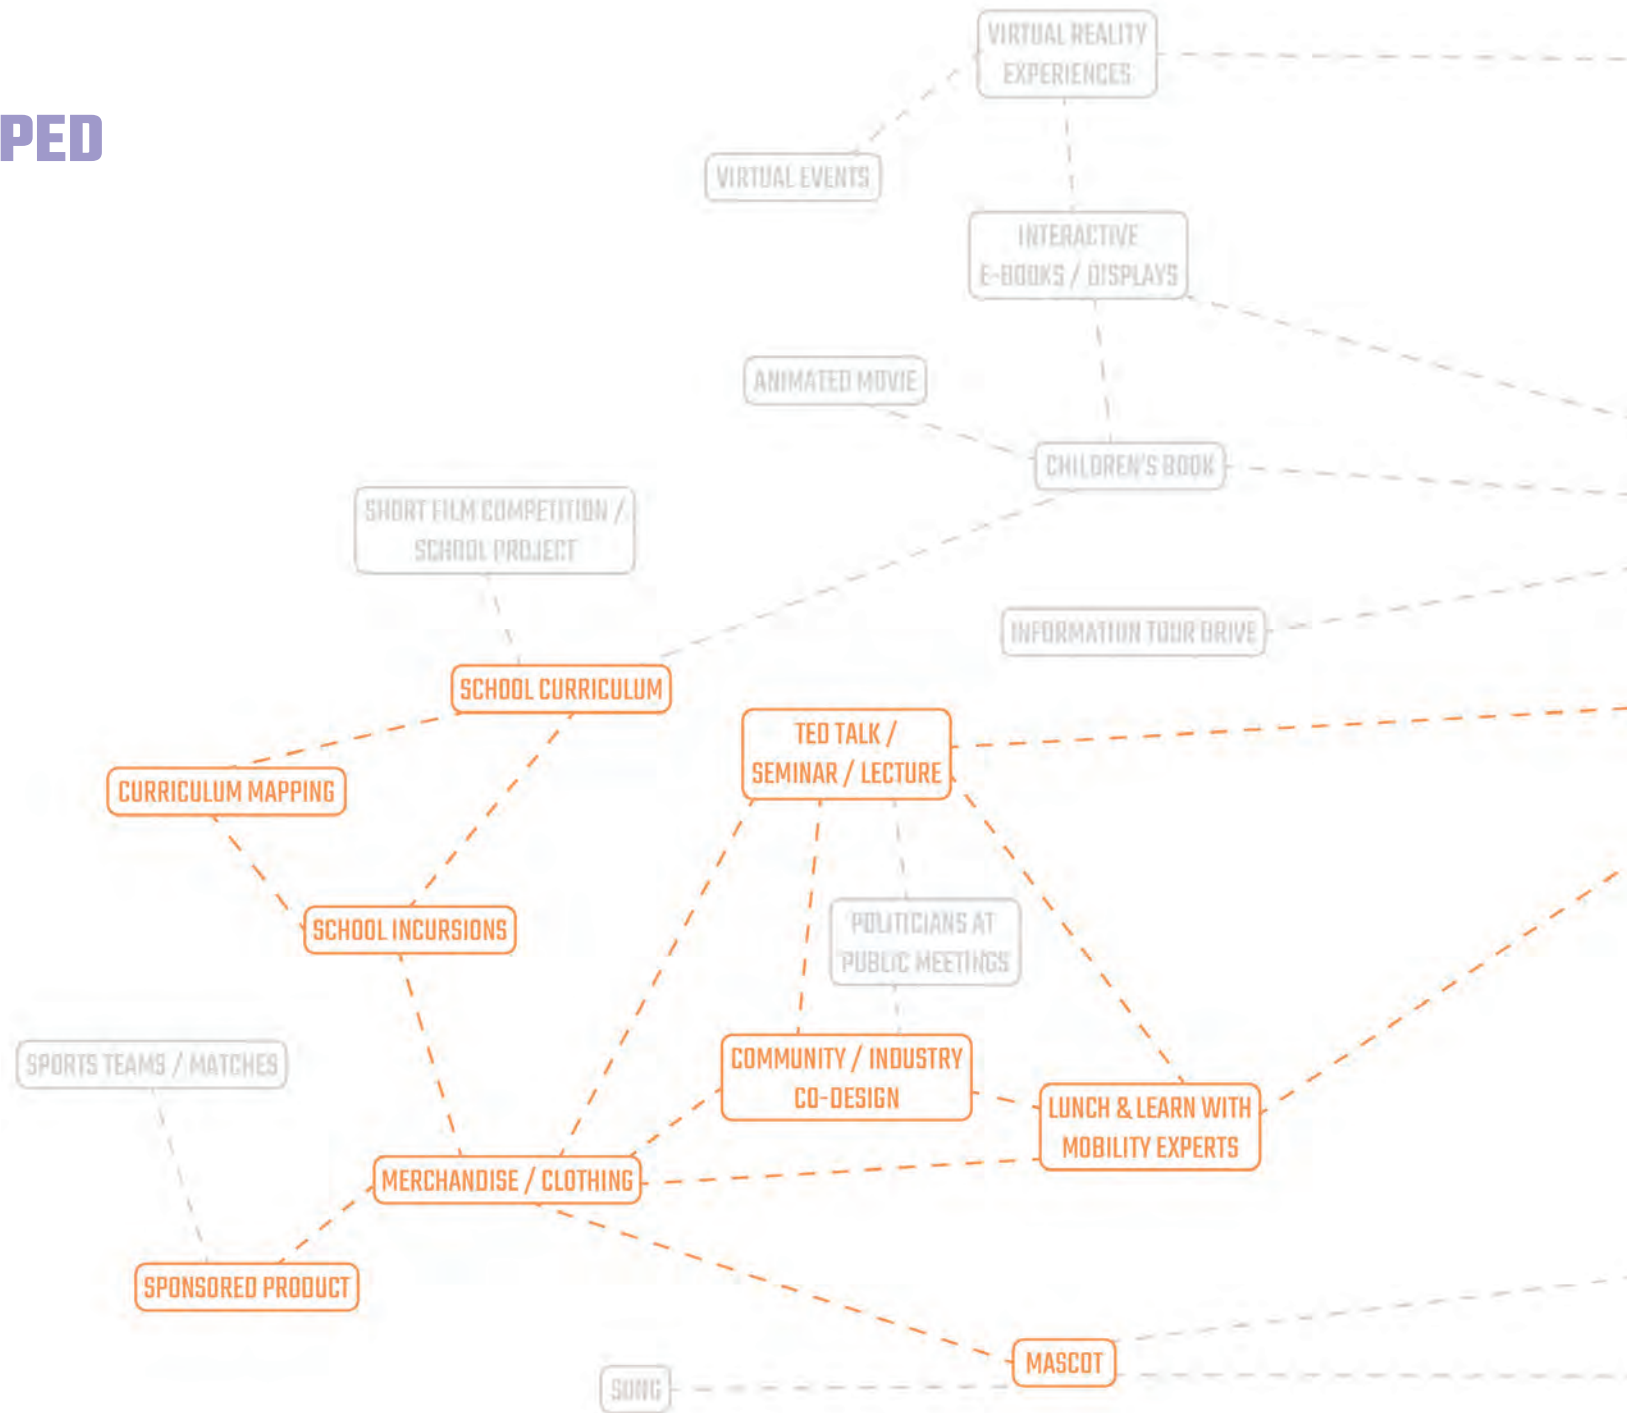 VIRTUAL REALITY
EXPERIENCES
PED
VIRTUAL EVENTS
INTERACTIVE
E-BOOKS / DISPLAYS
ANIMATED MOVIE
CHILDREN'S BOOK
SHORT FILM COMPETITION /
SCHOOL PROJECT
INFORMATION TOUR DRIVE
SCHOOL CURRICULUM
TED TALK /
SEMINAR / LECTURE
CURRICULUM MAPPING
SCHOOL INCURSIONS
POLITICIANS AT
PUBLIC MEETINGS
SPORTS TEAMS / MATCHES
COMMUNITY / INDUSTRY
CO-DESIGN
LUNCH & LEARN WITH
MOBILITY EXPERTS
MERCHANDISE / CLOTHING
SPONSORED PRODUCT
MASCOT
SONG